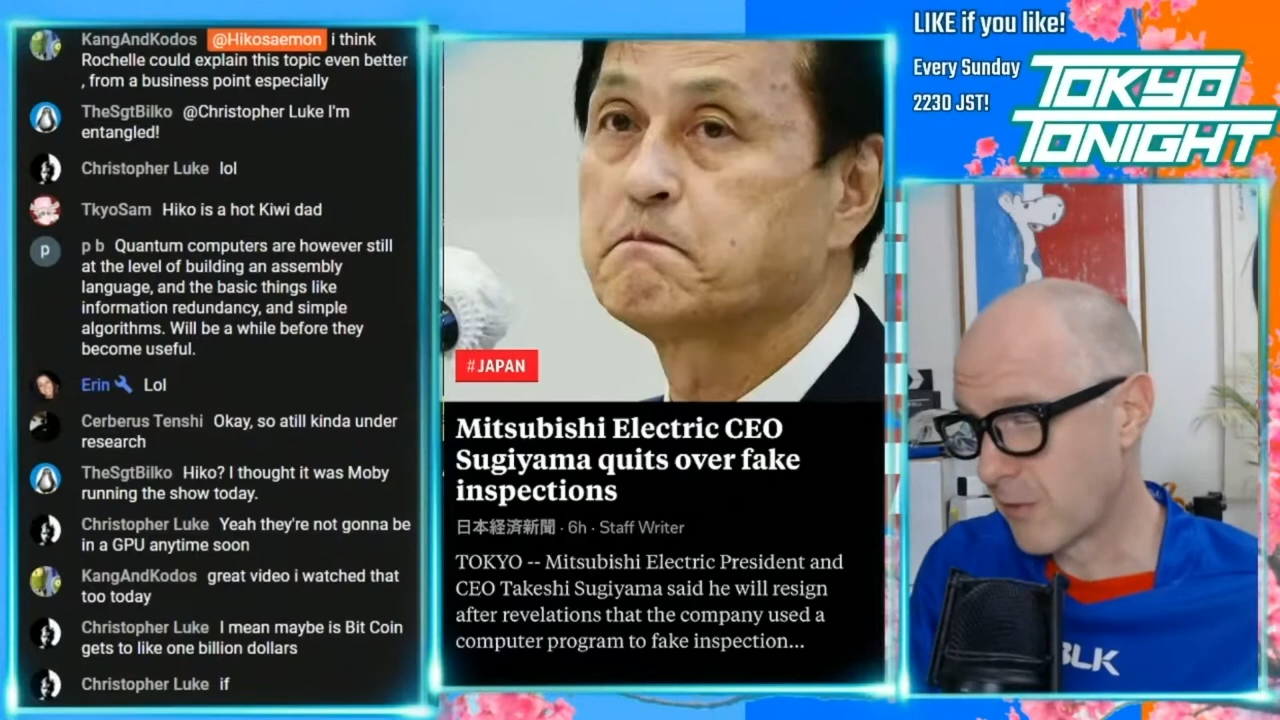 KangAndKodos @Hikosaemon i think
Rochelle could explain this topic even better
, from a business point especially
TheSgtBilko @Christopher Luke I'm
entangled!
Christopher Luke lol
TkyoSam Hiko is a hot Kiwi dad
p
p b Quantum computers are however still
at the level of building an assembly
language, and the basic things like
information redundancy, and simple
algorithms. Will be a while before they
become useful.
Erin Lol
Cerberus Tenshi Okay, so atill kinda under
research
TheSgtBilko Hiko? I thought it was Moby
running the show today.
Christopher Luke Yeah they're not gonna be
in a GPU anytime soon
KangAndKodos great video i watched that
too today
Christopher Luke I mean maybe is Bit Coin
gets to like one billion dollars
Christopher Luke if
#JAPAN
Mitsubishi Electric CEO
Sugiyama quits over fake
inspections
日本経済新聞 · 6h · Staff Writer
TOKYO -- Mitsubishi Electric President and
CEO Takeshi Sugiyama said he will resign
after revelations that the company used a
computer program to fake inspection...
LIKE if you like!
Every Sunday
2230 JST!
TOKYO
TONIGHT
BLK